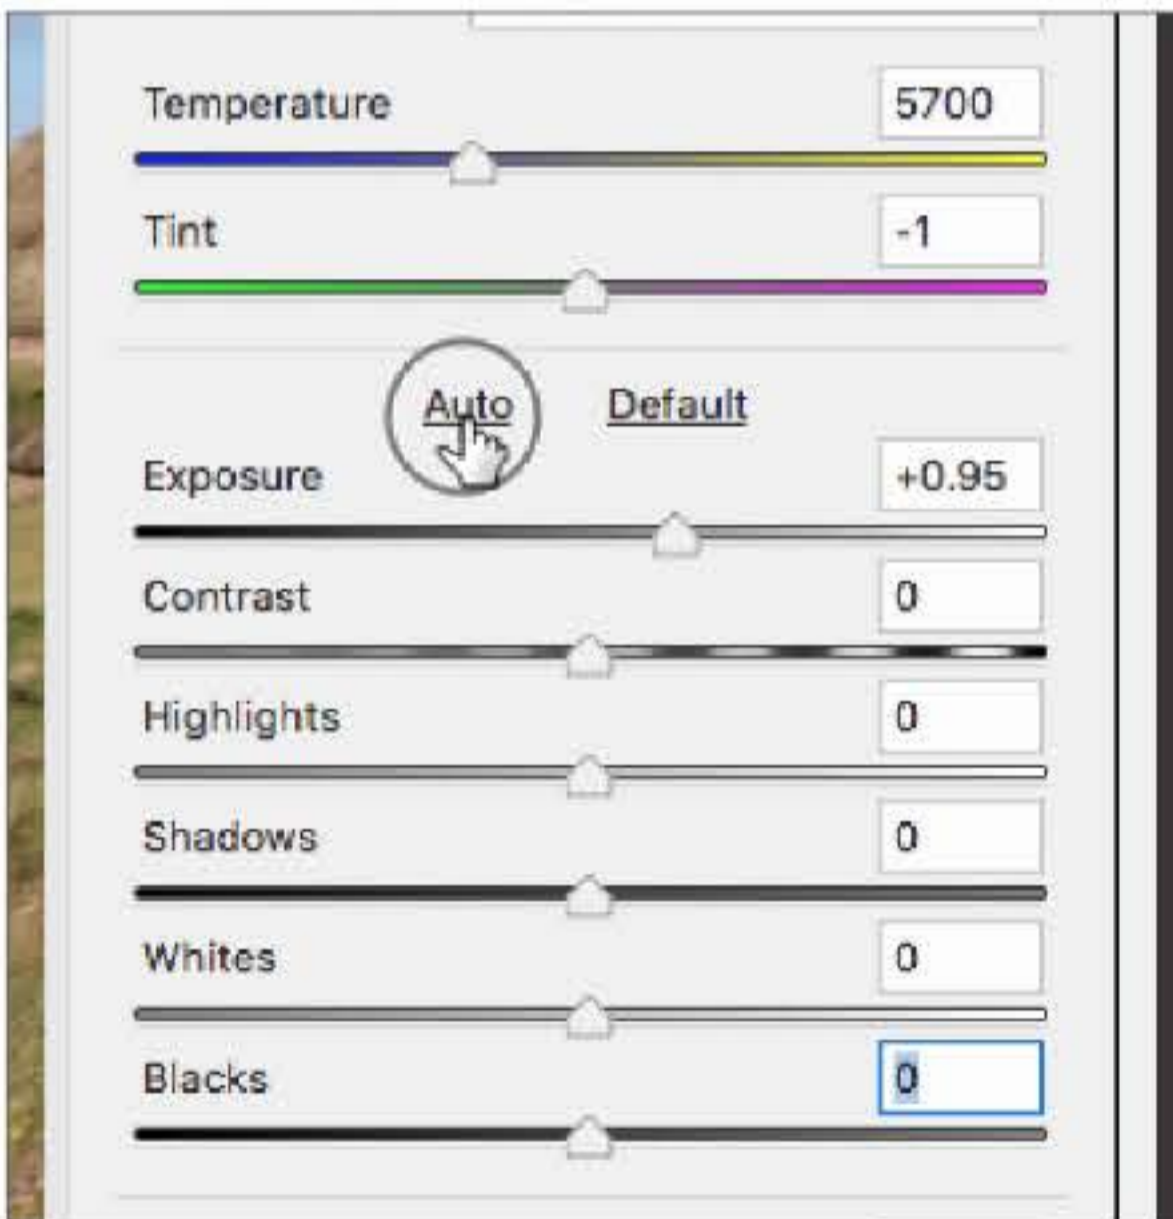 Temperature 5700
Tint -1
Auto Default
Exposure +0.95
Contrast 0
Highlights 0
Shadows 0
Whites 0
Blacks 0